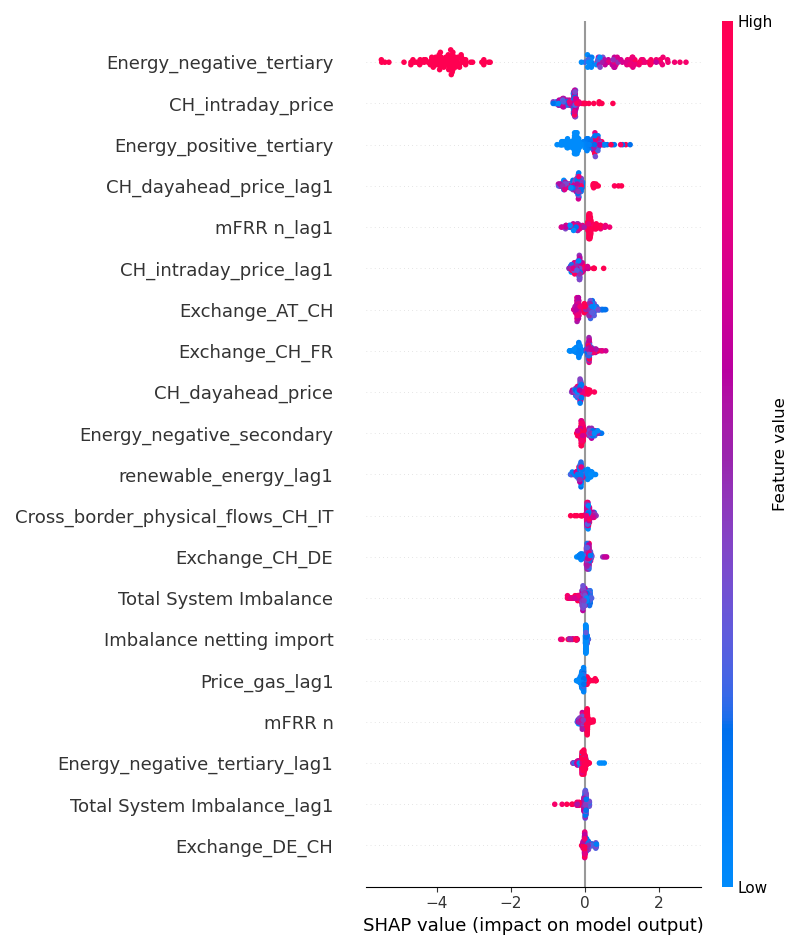 High
Energy_negative_tertiary
CH_intraday_price
Energy_positive_tertiary
CH_dayahead_price_lag1
mFRR n_lag1
CH_intraday_price_lag1
Exchange_AT_CH
Exchange_CH_FR
CH_dayahead_price
Energy_negative_secondary
renewable_energy_lag1
Cross_border_physical_flows_CH_IT
Exchange_CH_DE
Total System Imbalance
Imbalance netting import
Price_gas_lag1
mFRR n
Energy_negative_tertiary_lag1
Total System Imbalance_lag1
Exchange_DE_CH
Feature value
Low
−4 −2 0 2
SHAP value (impact on model output)